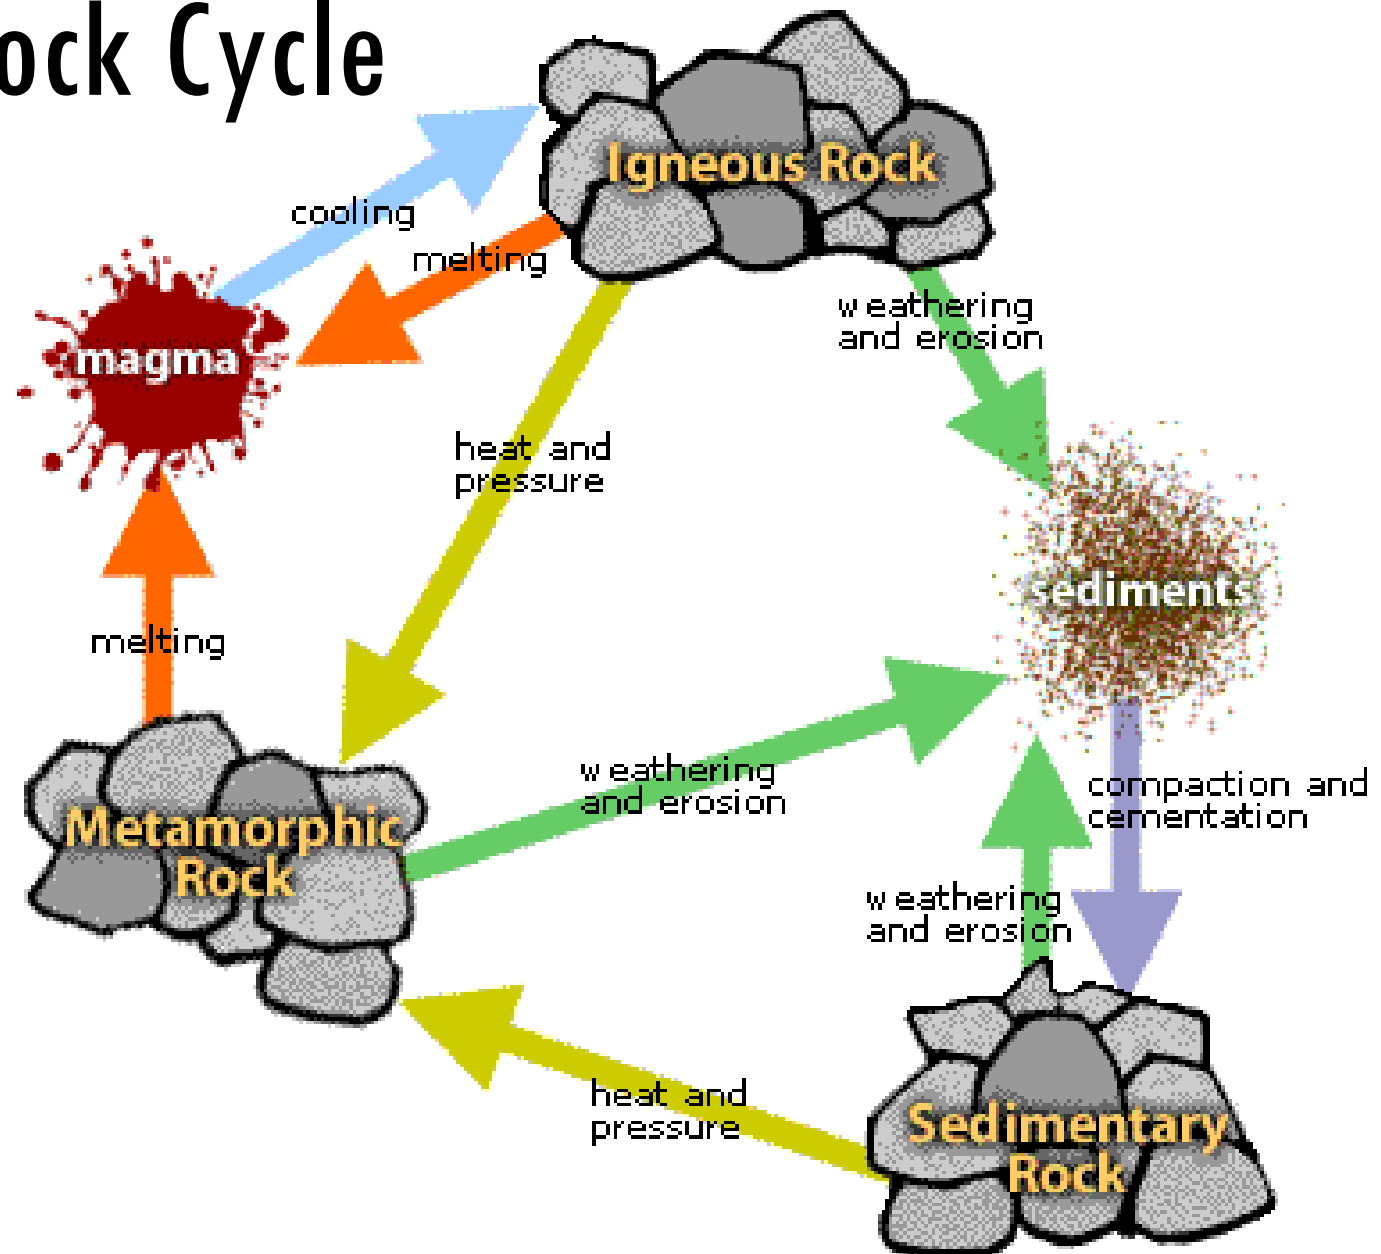 ock Cycle
Igneous Rock
cooling
melting
weathering
and erosion
magma
heat and
pressure
sediments
melting
weathering
and erosion
compaction and
cementation
Metamorphic
Rock
weathering
and erosion
heat and
pressure
Sedimentary
Rock